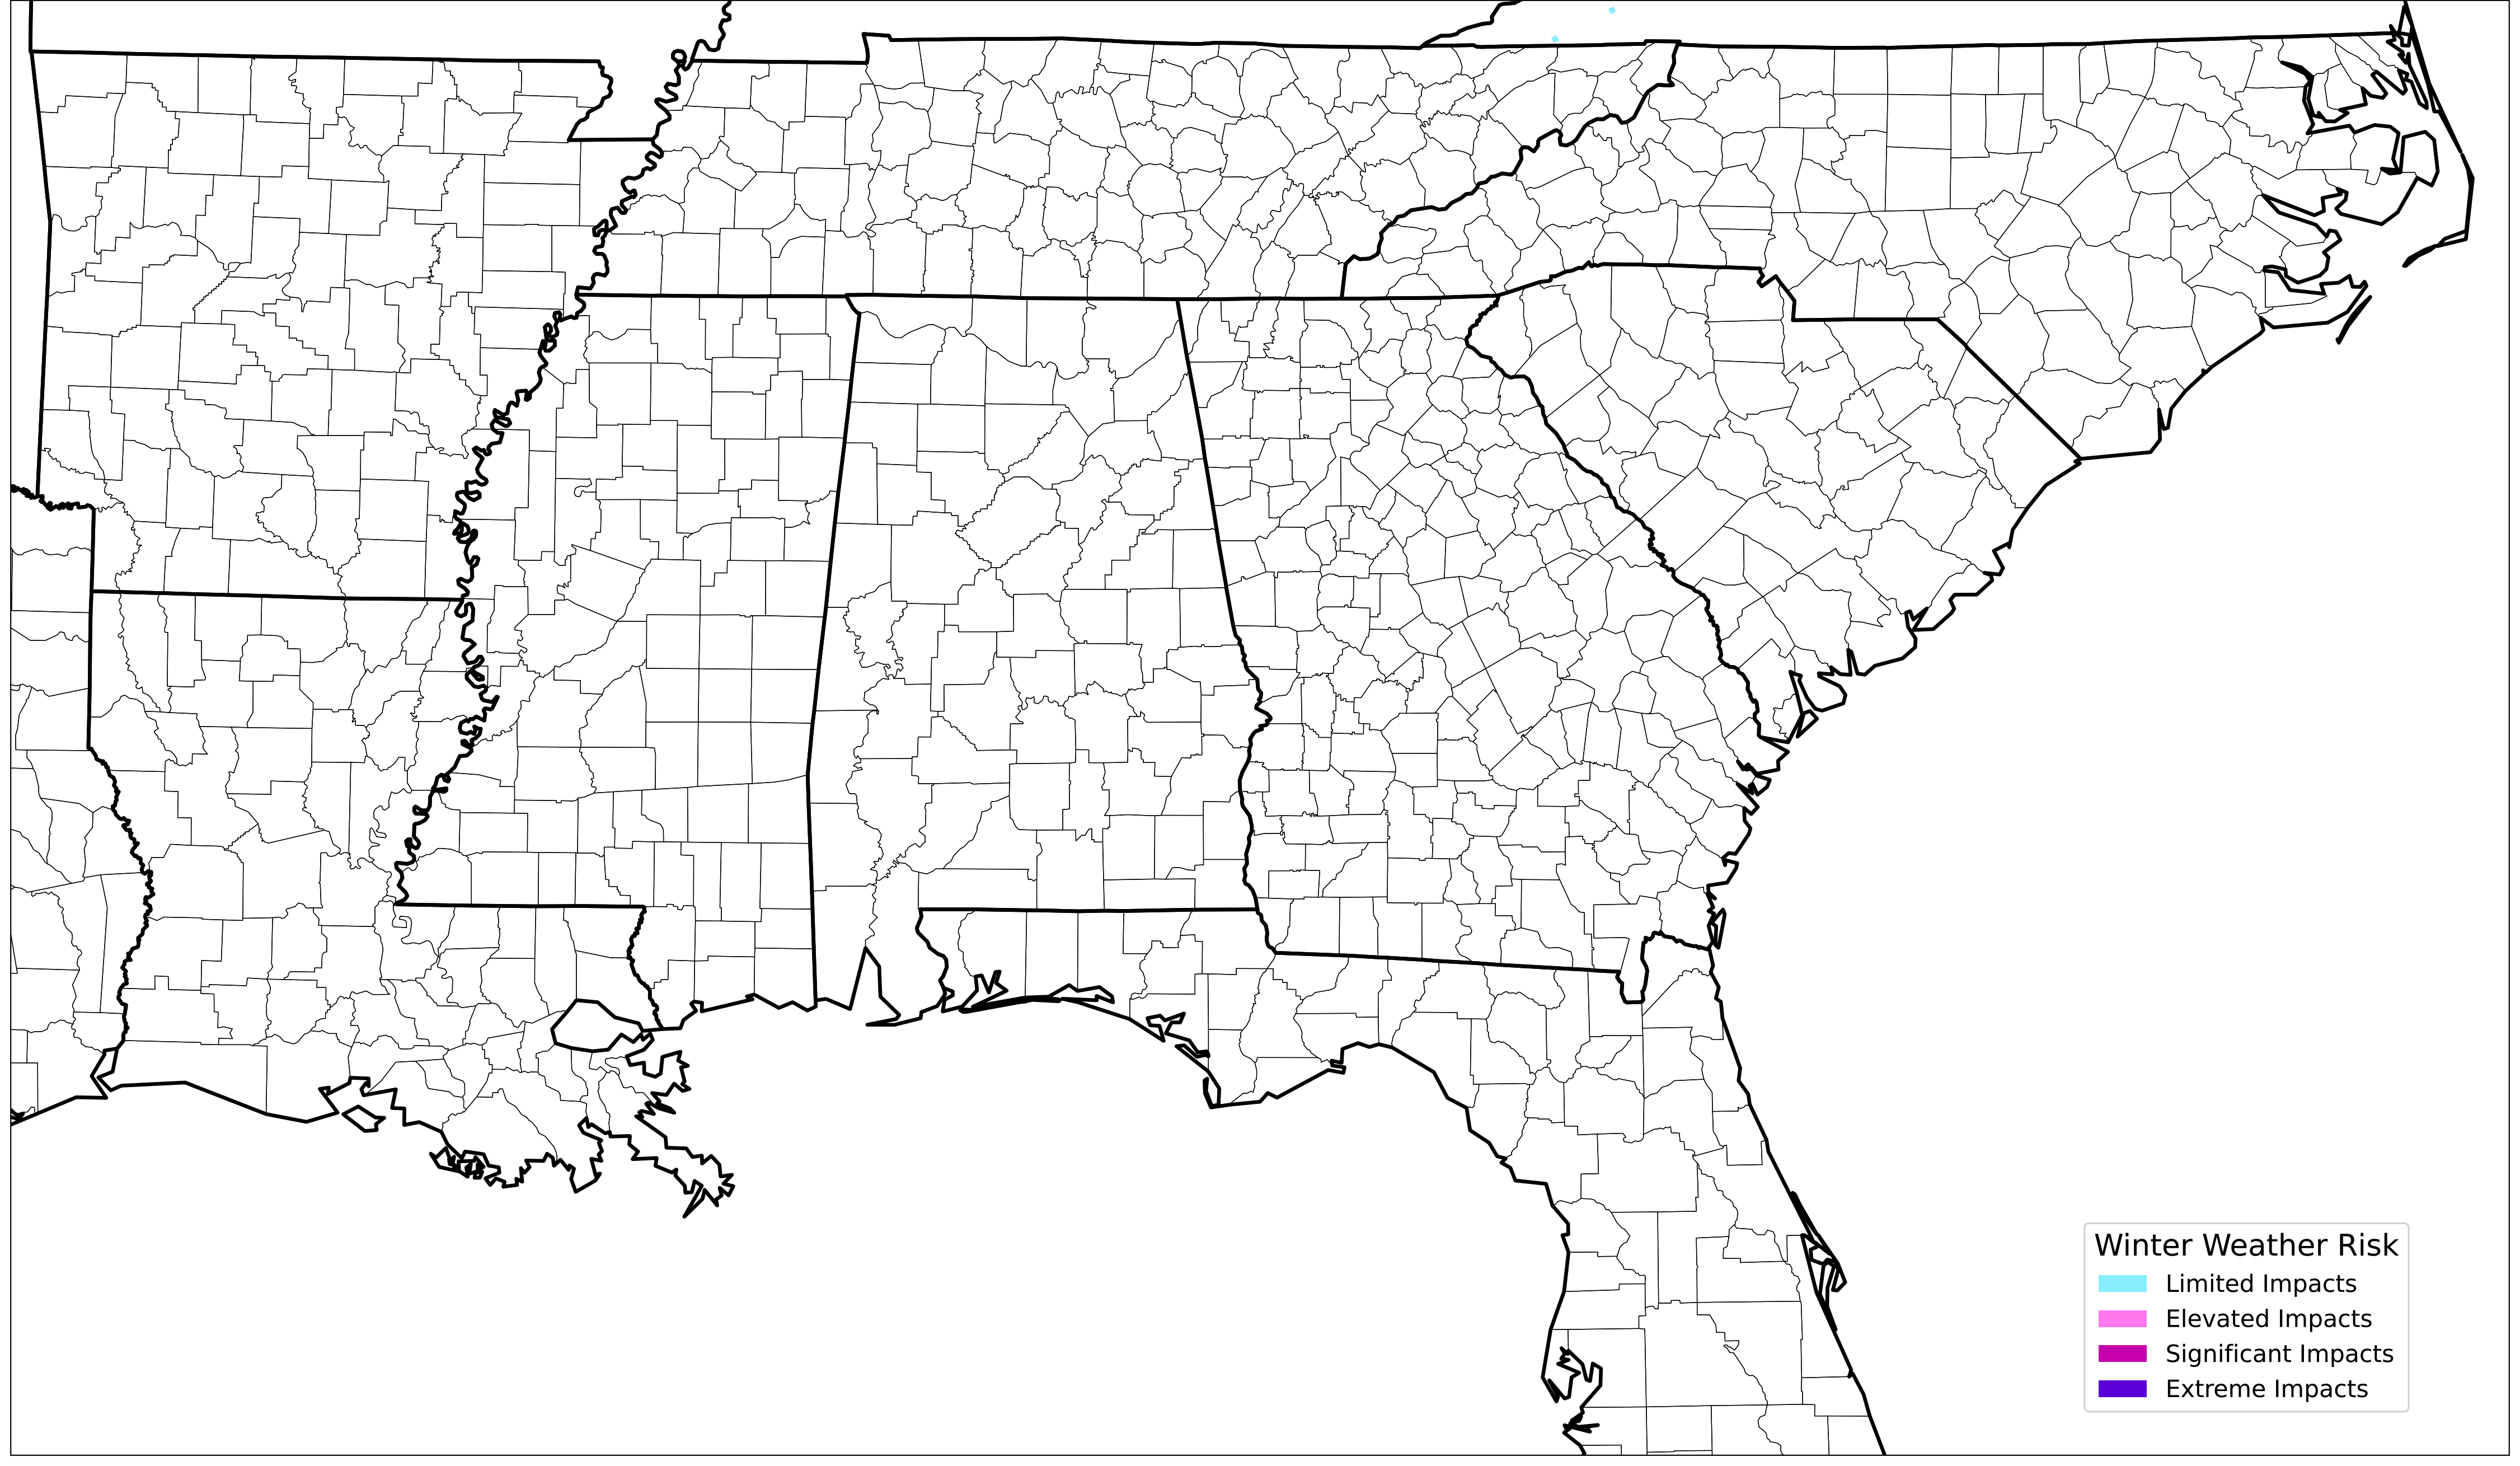 Winter Weather Risk
Limited Impacts
Elevated Impacts
Significant Impacts
Extreme Impacts